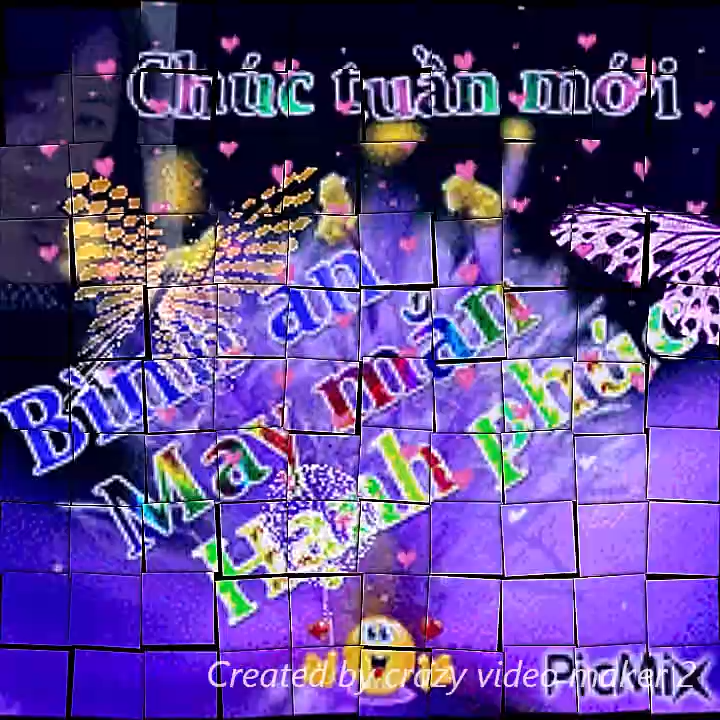 Chúc tuần mới
Bình an
May mắn
Hạnh phúc
Created by crazy video maker 2
PicMix